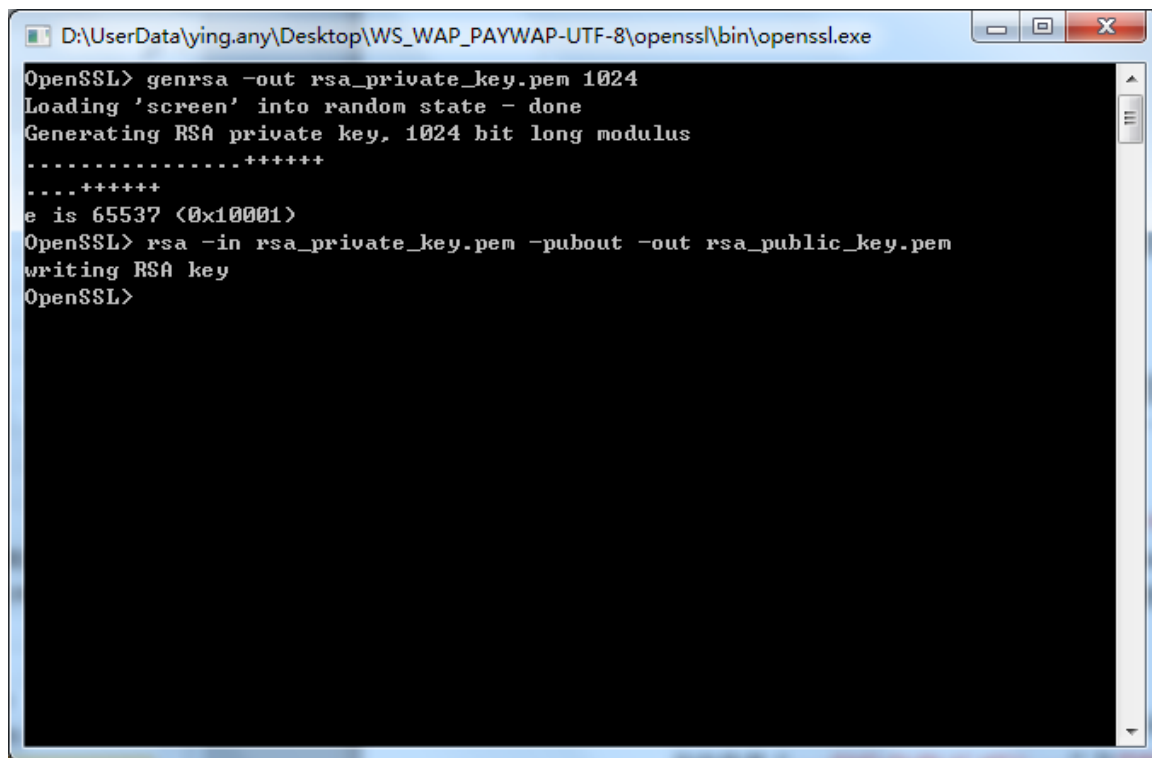 D:\UserData\ying.any\Desktop\WS_WAP_PAYWAP-UTF-8\openssl\bin\openssl.exe
OpenSSL> genrsa -out rsa_private_key.pem 1024
Loading 'screen' into random state - done
Generating RSA private key, 1024 bit long modulus
................++++++
....++++++
e is 65537 (0x10001)
OpenSSL> rsa -in rsa_private_key.pem -pubout -out rsa_public_key.pem
writing RSA key
OpenSSL>